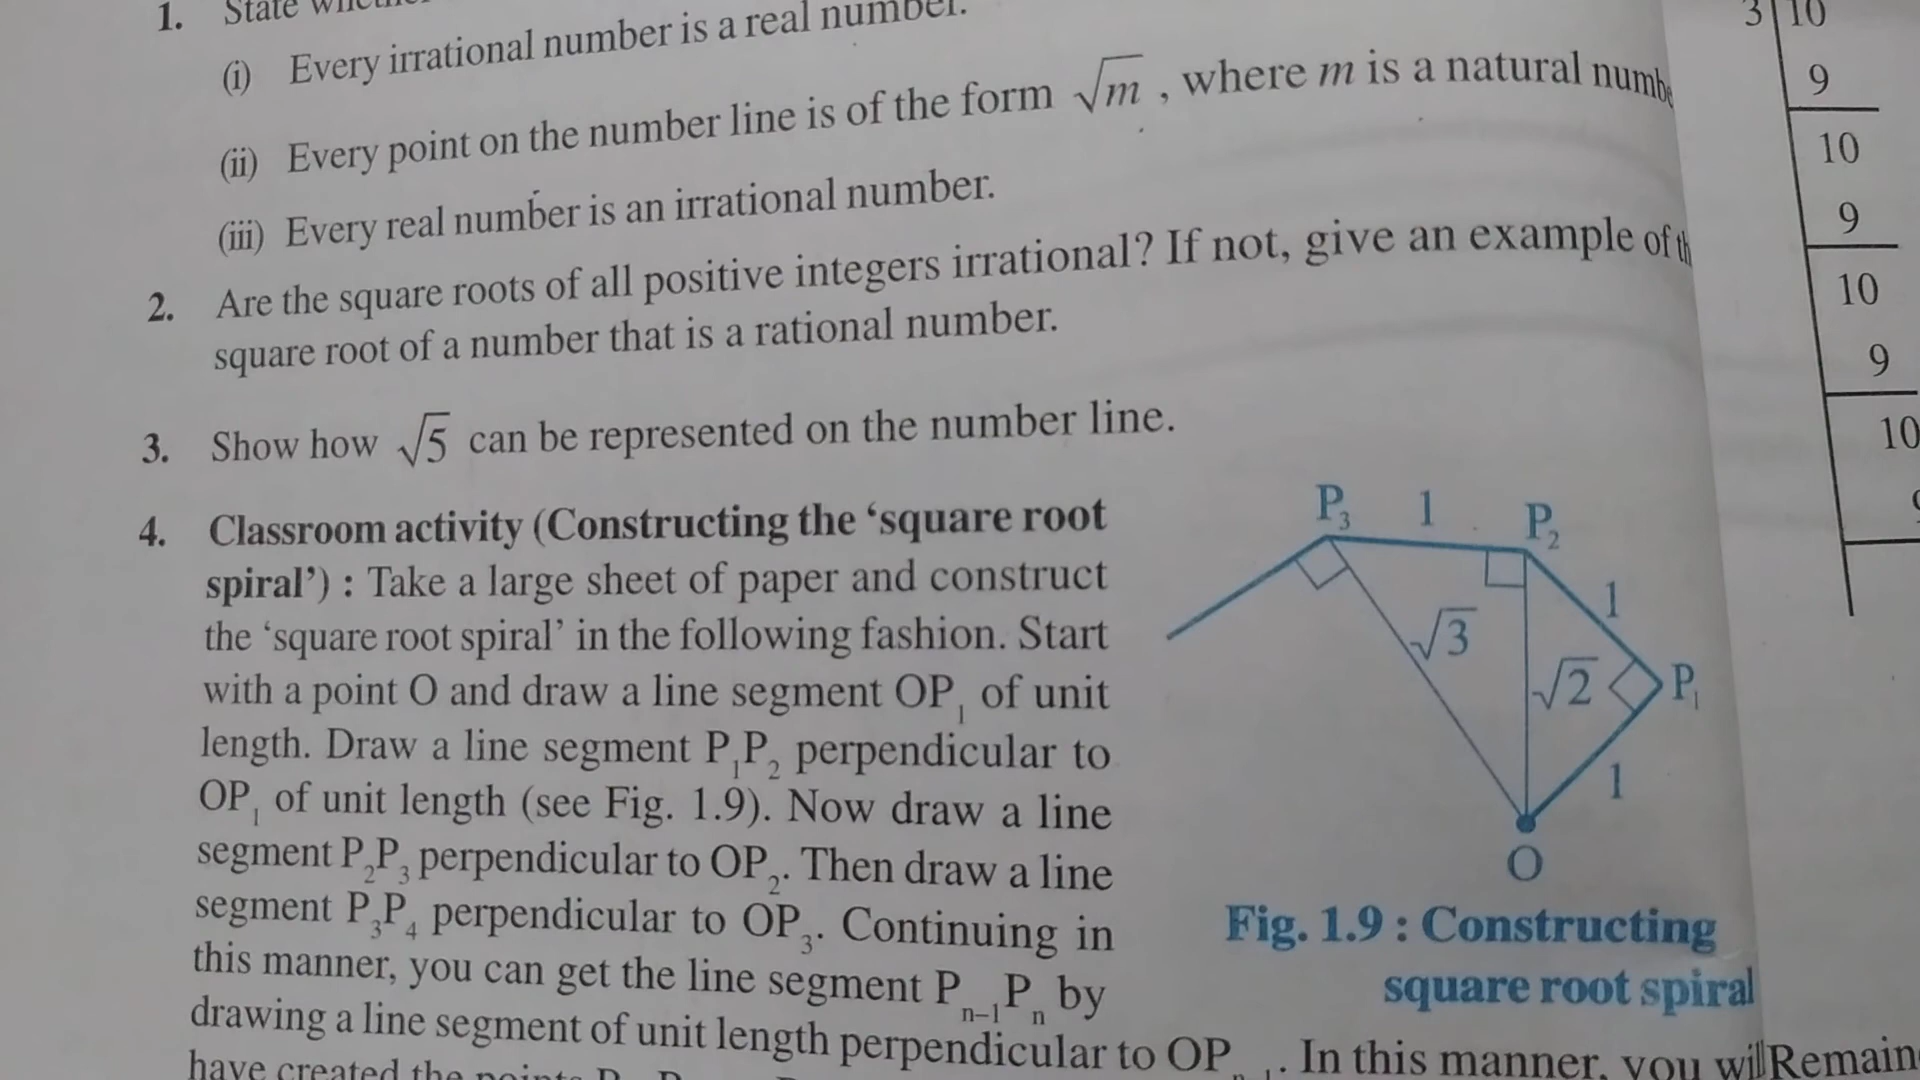 1. State
(i) Every irrational number is a real number.
(ii) Every point on the number line is of the form √m , where m is a natural numbe
(iii) Every real number is an irrational number.
2. Are the square roots of all positive integers irrational? If not, give an example of th
square root of a number that is a rational number.
3. Show how √5 can be represented on the number line.
4. Classroom activity (Constructing the ‘square root
spiral’) : Take a large sheet of paper and construct
the ‘square root spiral’ in the following fashion. Start
with a point O and draw a line segment OP₁ of unit
length. Draw a line segment P₁P₂ perpendicular to
OP₁ of unit length (see Fig. 1.9). Now draw a line
segment P₂P₃ perpendicular to OP₂. Then draw a line
segment P₃P₄ perpendicular to OP₃. Continuing in
this manner, you can get the line segment Pₙ₋₁Pₙ by
drawing a line segment of unit length perpendicular to OPₙ₋₁. In this manner, you will
have created the points
P₃ 1 P₂
1
√3
√2 P₁
1
O
Fig. 1.9 : Constructing
square root spiral
3 10
9
10
9
10
9
10
Remain